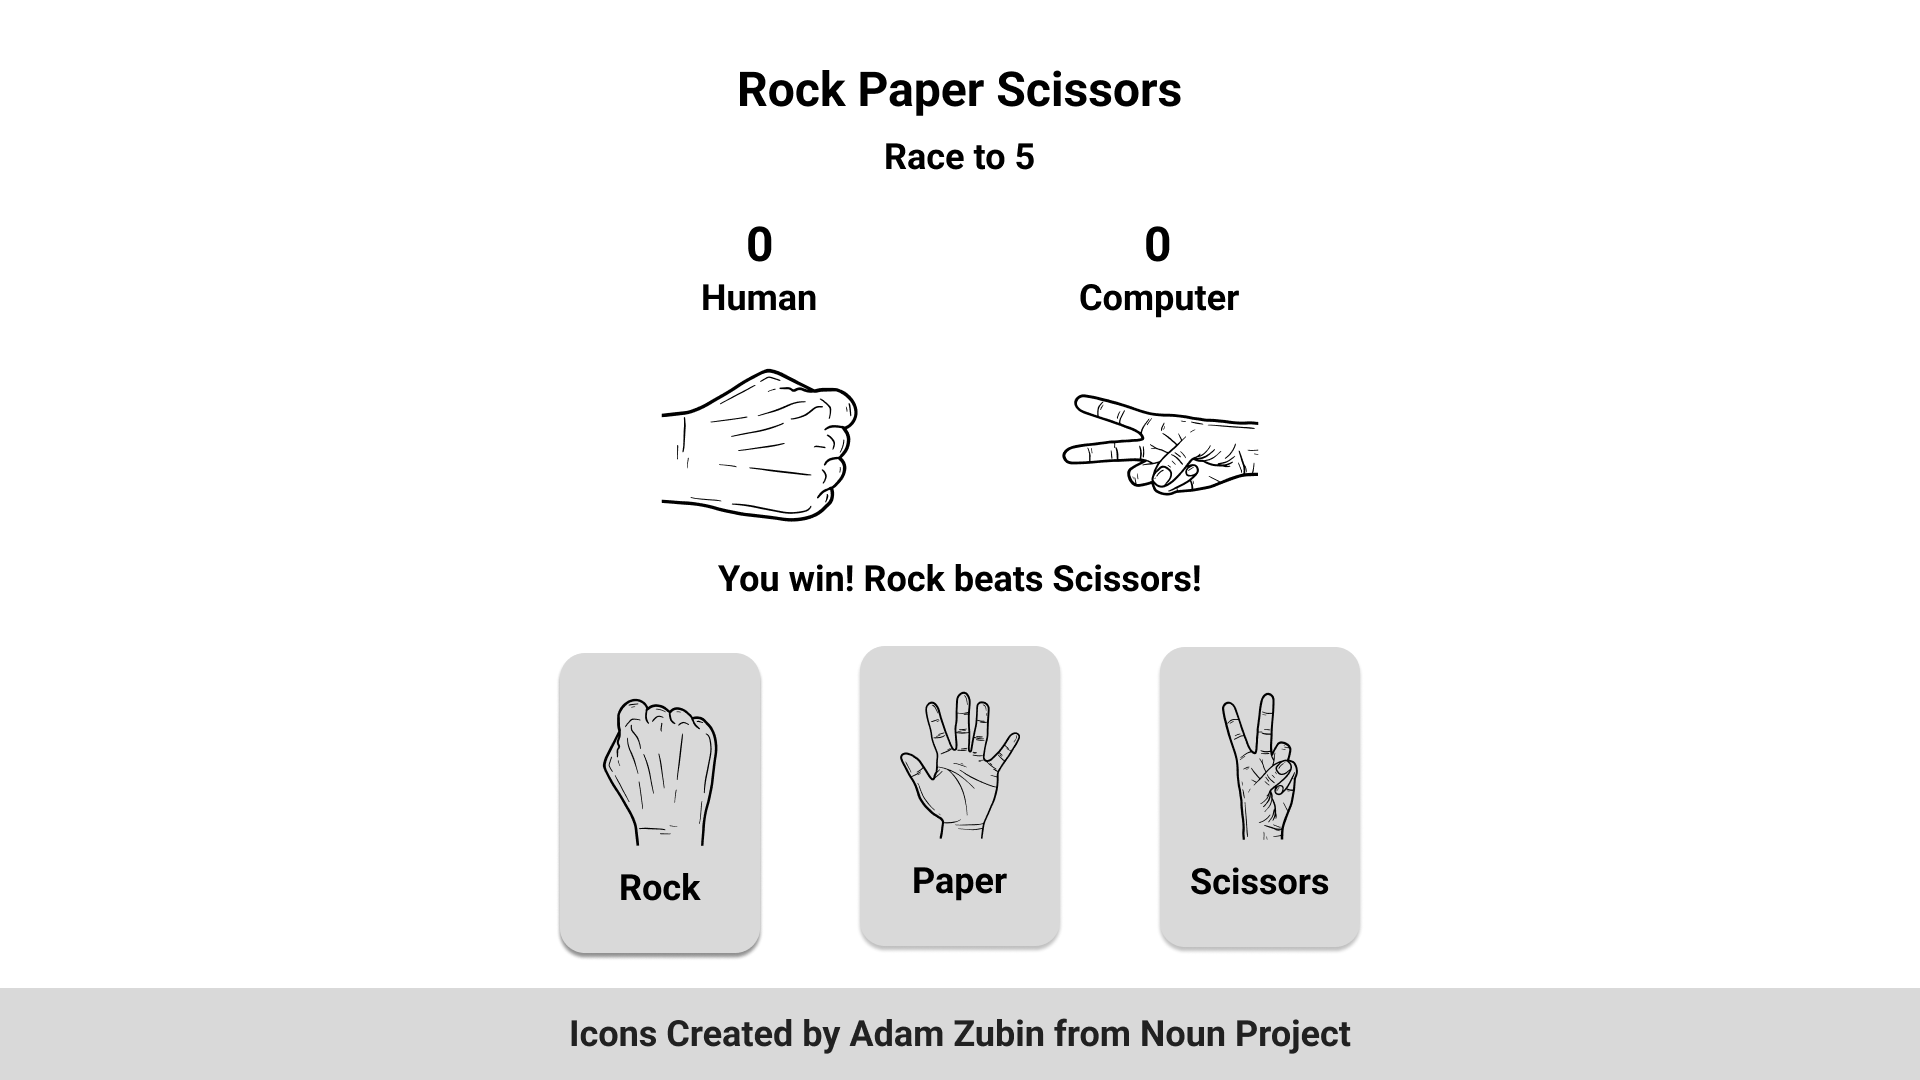 Rock Paper Scissors
Race to 5
0
Human
0
Computer
You win! Rock beats Scissors!
Rock
Paper
Scissors
Icons Created by Adam Zubin from Noun Project